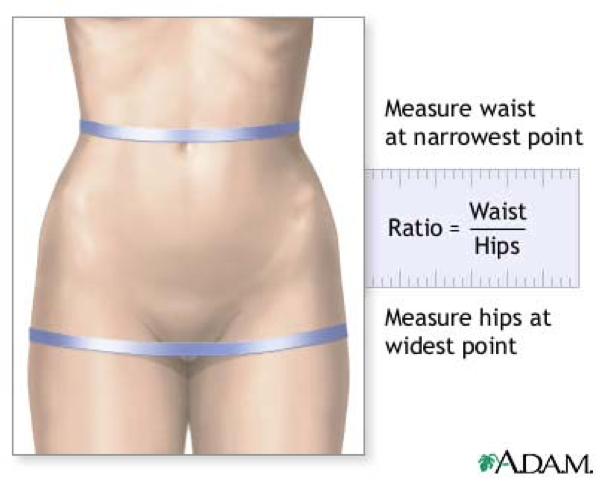 Measure waist
at narrowest point
Ratio = Waist
Hips
Measure hips at
widest point
A.D.A.M.